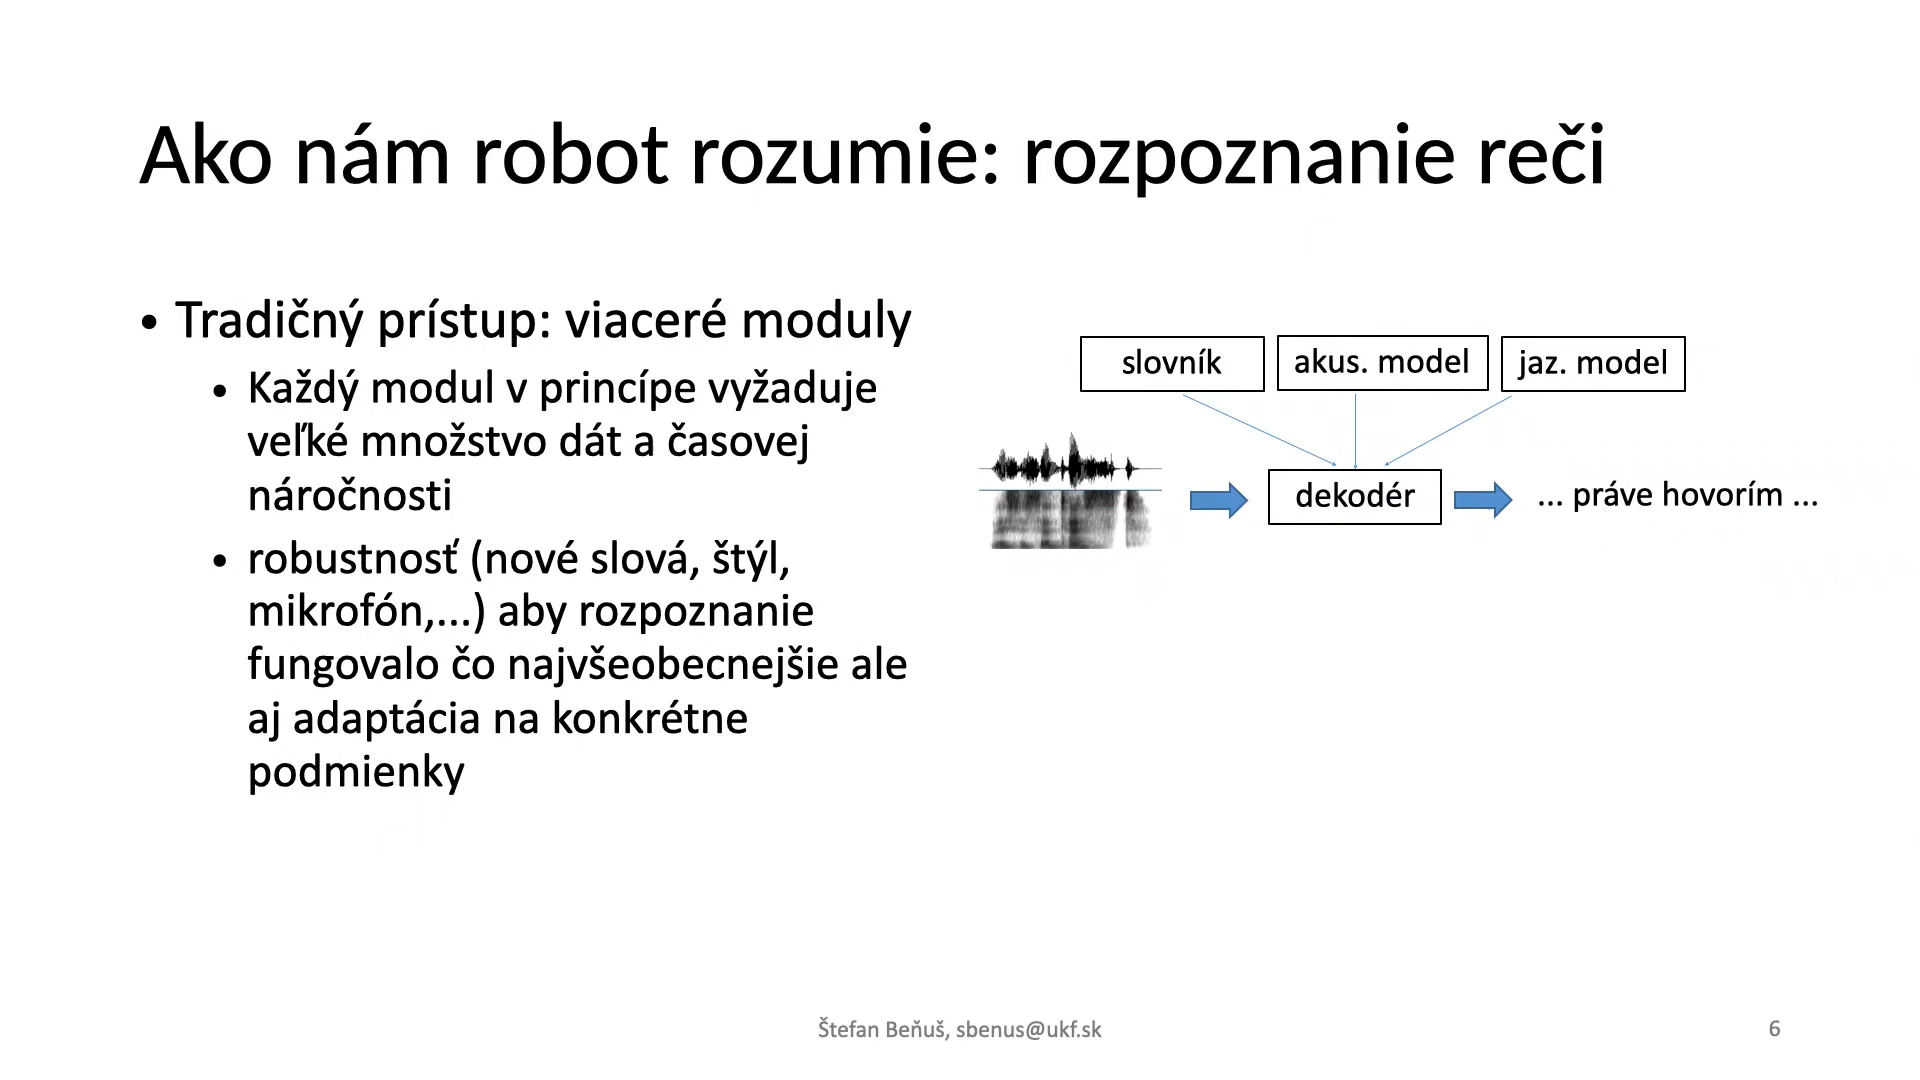 Ako nám robot rozumie: rozpoznanie reči
• Tradičný prístup: viaceré moduly
• Každý modul v princípe vyžaduje
veľké množstvo dát a časovej
náročnosti
• robustnosť (nové slová, štýl,
mikrofón,...) aby rozpoznanie
fungovalo čo najvšeobecnejšie ale
aj adaptácia na konkrétne
podmienky
slovník
akus. model
jaz. model
dekodér
... práve hovorím ...
Štefan Beňuš, sbenus@ukf.sk
6